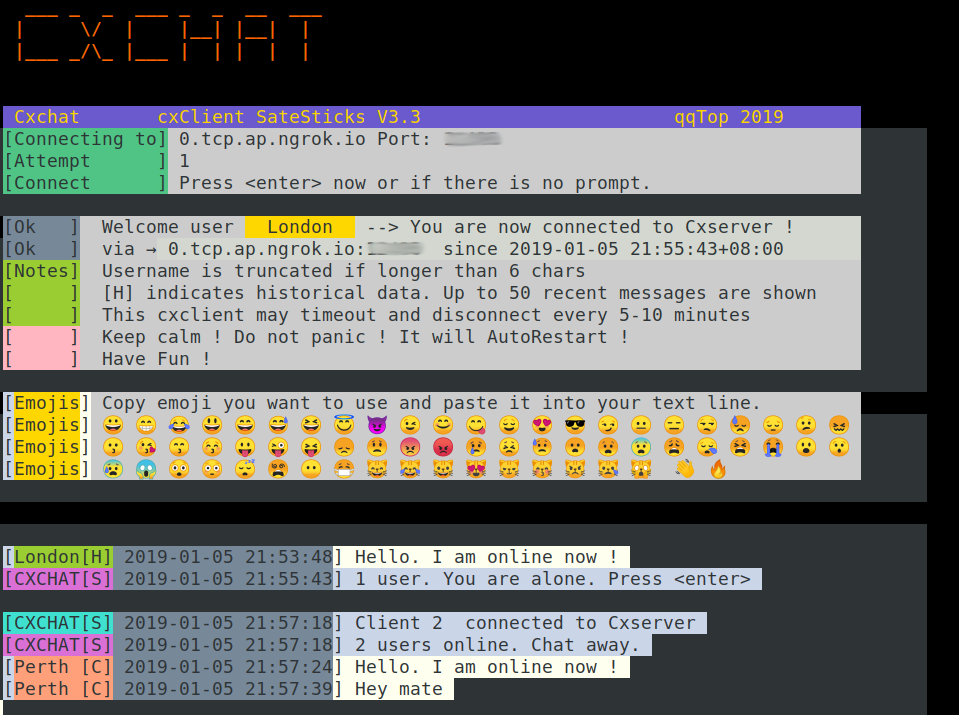 CXCHAT
Cxchat cxClient SateSticks V3.3 qqTop 2019
[Connecting to] 0.tcp.ap.ngrok.io Port:
[Attempt ] 1
[Connect ] Press <enter> now or if there is no prompt.
[Ok ] Welcome user London --> You are now connected to Cxserver !
[Ok ] via → 0.tcp.ap.ngrok.io: since 2019-01-05 21:55:43+08:00
[Notes] Username is truncated if longer than 6 chars
[ ] [H] indicates historical data. Up to 50 recent messages are shown
[ ] This cxclient may timeout and disconnect every 5-10 minutes
[ ] Keep calm ! Do not panic ! It will AutoRestart !
[ ] Have Fun !
[Emojis] Copy emoji you want to use and paste it into your text line.
[Emojis]
[Emojis]
[Emojis]
[London[H] 2019-01-05 21:53:48] Hello. I am online now !
[CXCHAT[S] 2019-01-05 21:55:43] 1 user. You are alone. Press <enter>
[CXCHAT[S] 2019-01-05 21:57:18] Client 2 connected to Cxserver
[CXCHAT[S] 2019-01-05 21:57:18] 2 users online. Chat away.
[Perth [C] 2019-01-05 21:57:24] Hello. I am online now !
[Perth [C] 2019-01-05 21:57:39] Hey mate